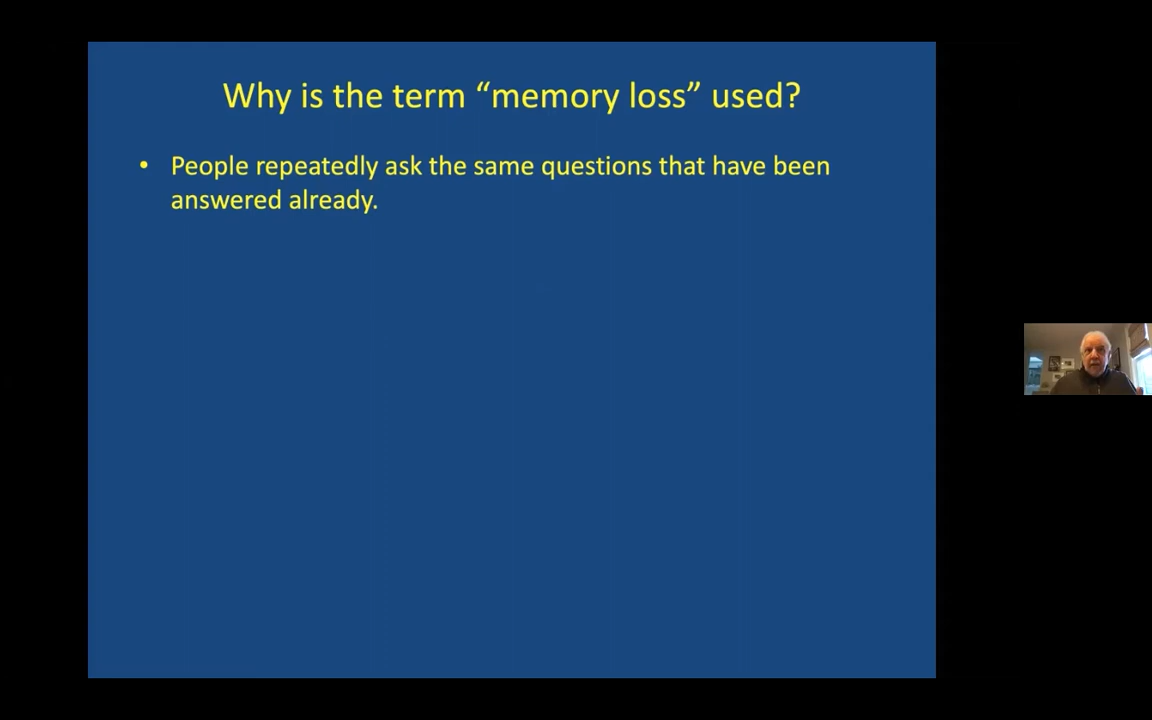 Why is the term “memory loss” used?
• People repeatedly ask the same questions that have been
answered already.